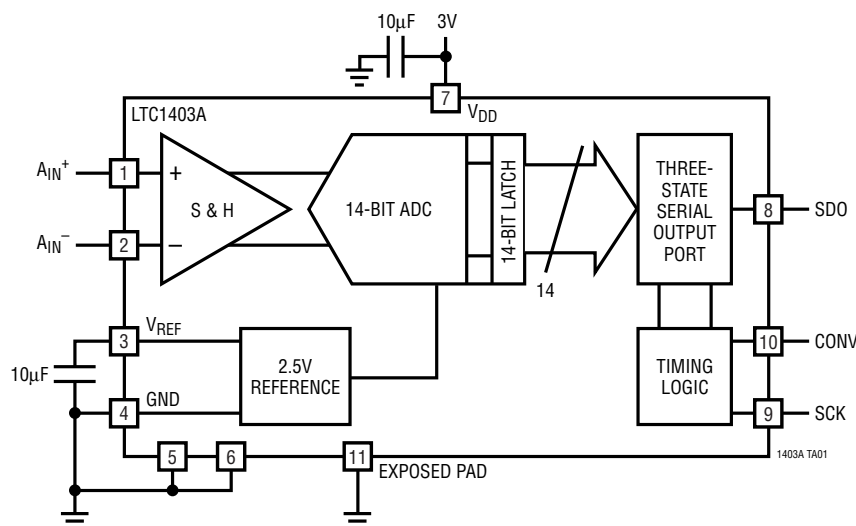 10µF
3V
7
LTC1403A
VDD
AIN+
1
+
S & H
14-BIT ADC
14-BIT LATCH
14
THREE-
STATE
SERIAL
OUTPUT
PORT
8
SDO
AIN–
2
–
3
VREF
10µF
2.5V
REFERENCE
4
GND
TIMING
LOGIC
10
CONV
9
SCK
5
6
11
EXPOSED PAD
1403A TA01